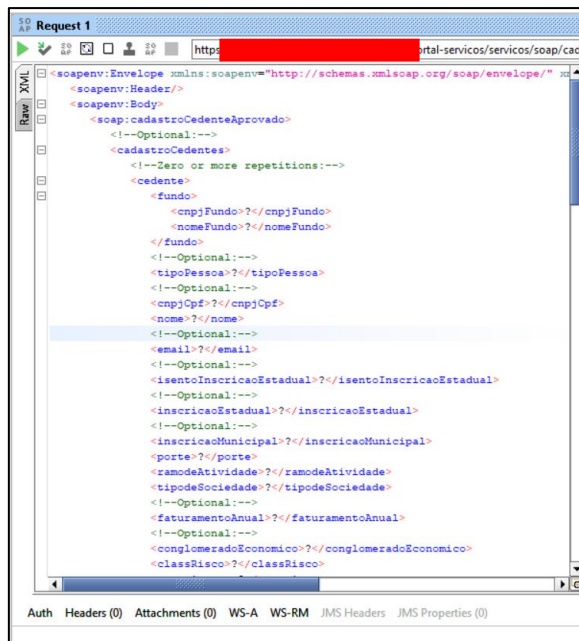 SO AP Request 1
https ortal-servicos/servicos/soap/cad
XML
Raw
<soapenv:Envelope xmlns:soapenv="http://schemas.xmlsoap.org/soap/envelope/" xm
<soapenv:Header/>
<soapenv:Body>
<soap:cadastroCedenteAprovado>
<!--Optional:-->
<cadastroCedentes>
<!--Zero or more repetitions:-->
<cedente>
<fundo>
<cnpjFundo>?</cnpjFundo>
<nomeFundo>?</nomeFundo>
</fundo>
<!--Optional:-->
<tipoPessoa>?</tipoPessoa>
<!--Optional:-->
<cnpjCpf>?</cnpjCpf>
<nome>?</nome>
<!--Optional:-->
<email>?</email>
<!--Optional:-->
<isentoInscricaoEstadual>?</isentoInscricaoEstadual>
<!--Optional:-->
<inscricaoEstadual>?</inscricaoEstadual>
<!--Optional:-->
<inscricaoMunicipal>?</inscricaoMunicipal>
<porte>?</porte>
<ramodeAtividade>?</ramodeAtividade>
<tipodeSociedade>?</tipodeSociedade>
<!--Optional:-->
<faturamentoAnual>?</faturamentoAnual>
<!--Optional:-->
<conglomeradoEconomico>?</conglomeradoEconomico>
<classRisco>?</classRisco>
Auth Headers (0) Attachments (0) WS-A WS-RM JMS Headers JMS Properties (0)